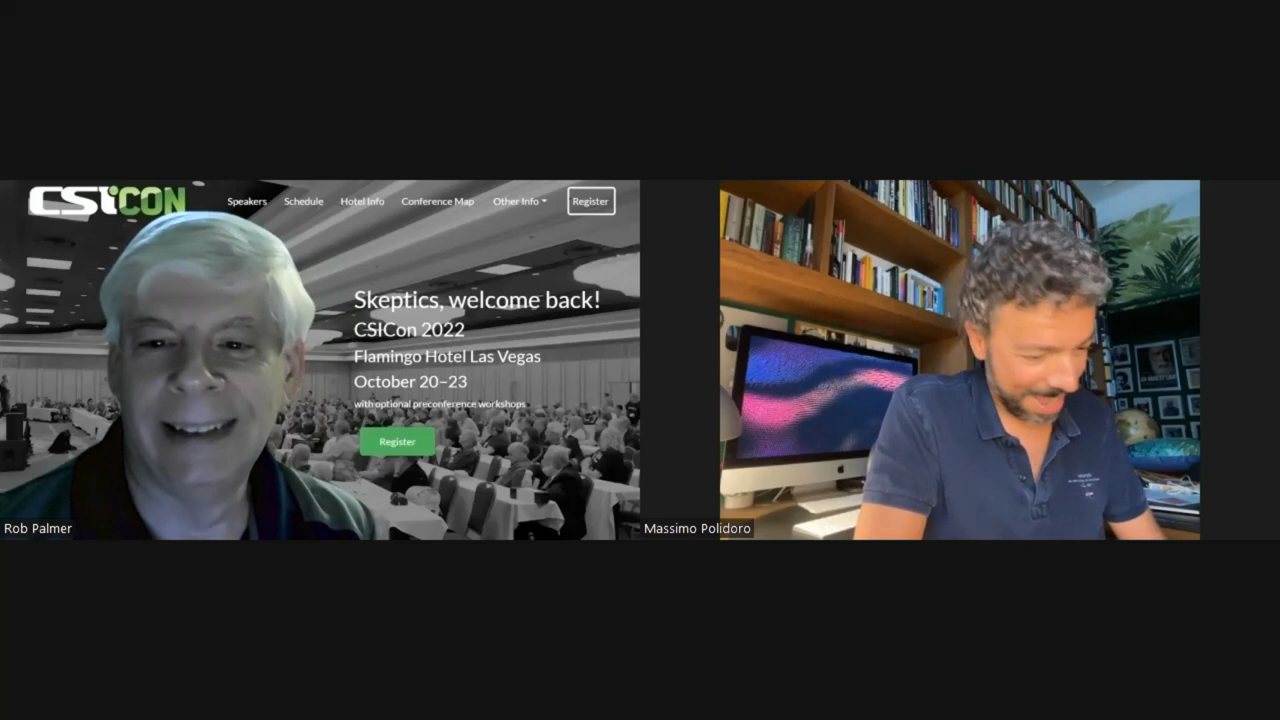 CSICON
Speakers Schedule Hotel Info Conference Map Other Info Register
Skeptics, welcome back!
CSICon 2022
Flamingo Hotel Las Vegas
October 20–23
with optional preconference workshops
Register
Rob Palmer
Massimo Polidoro